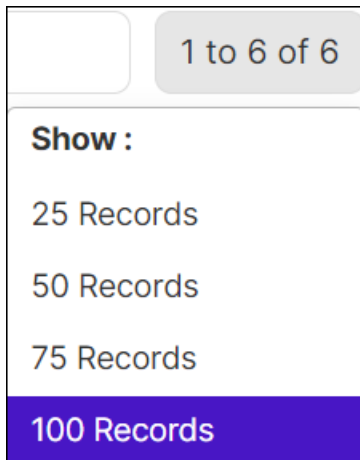 1 to 6 of 6
Show :
25 Records
50 Records
75 Records
100 Records